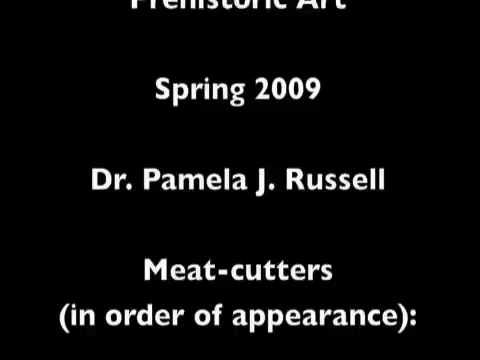 Prehistoric Art
Spring 2009
Dr. Pamela J. Russell
Meat-cutters
(in order of appearance):